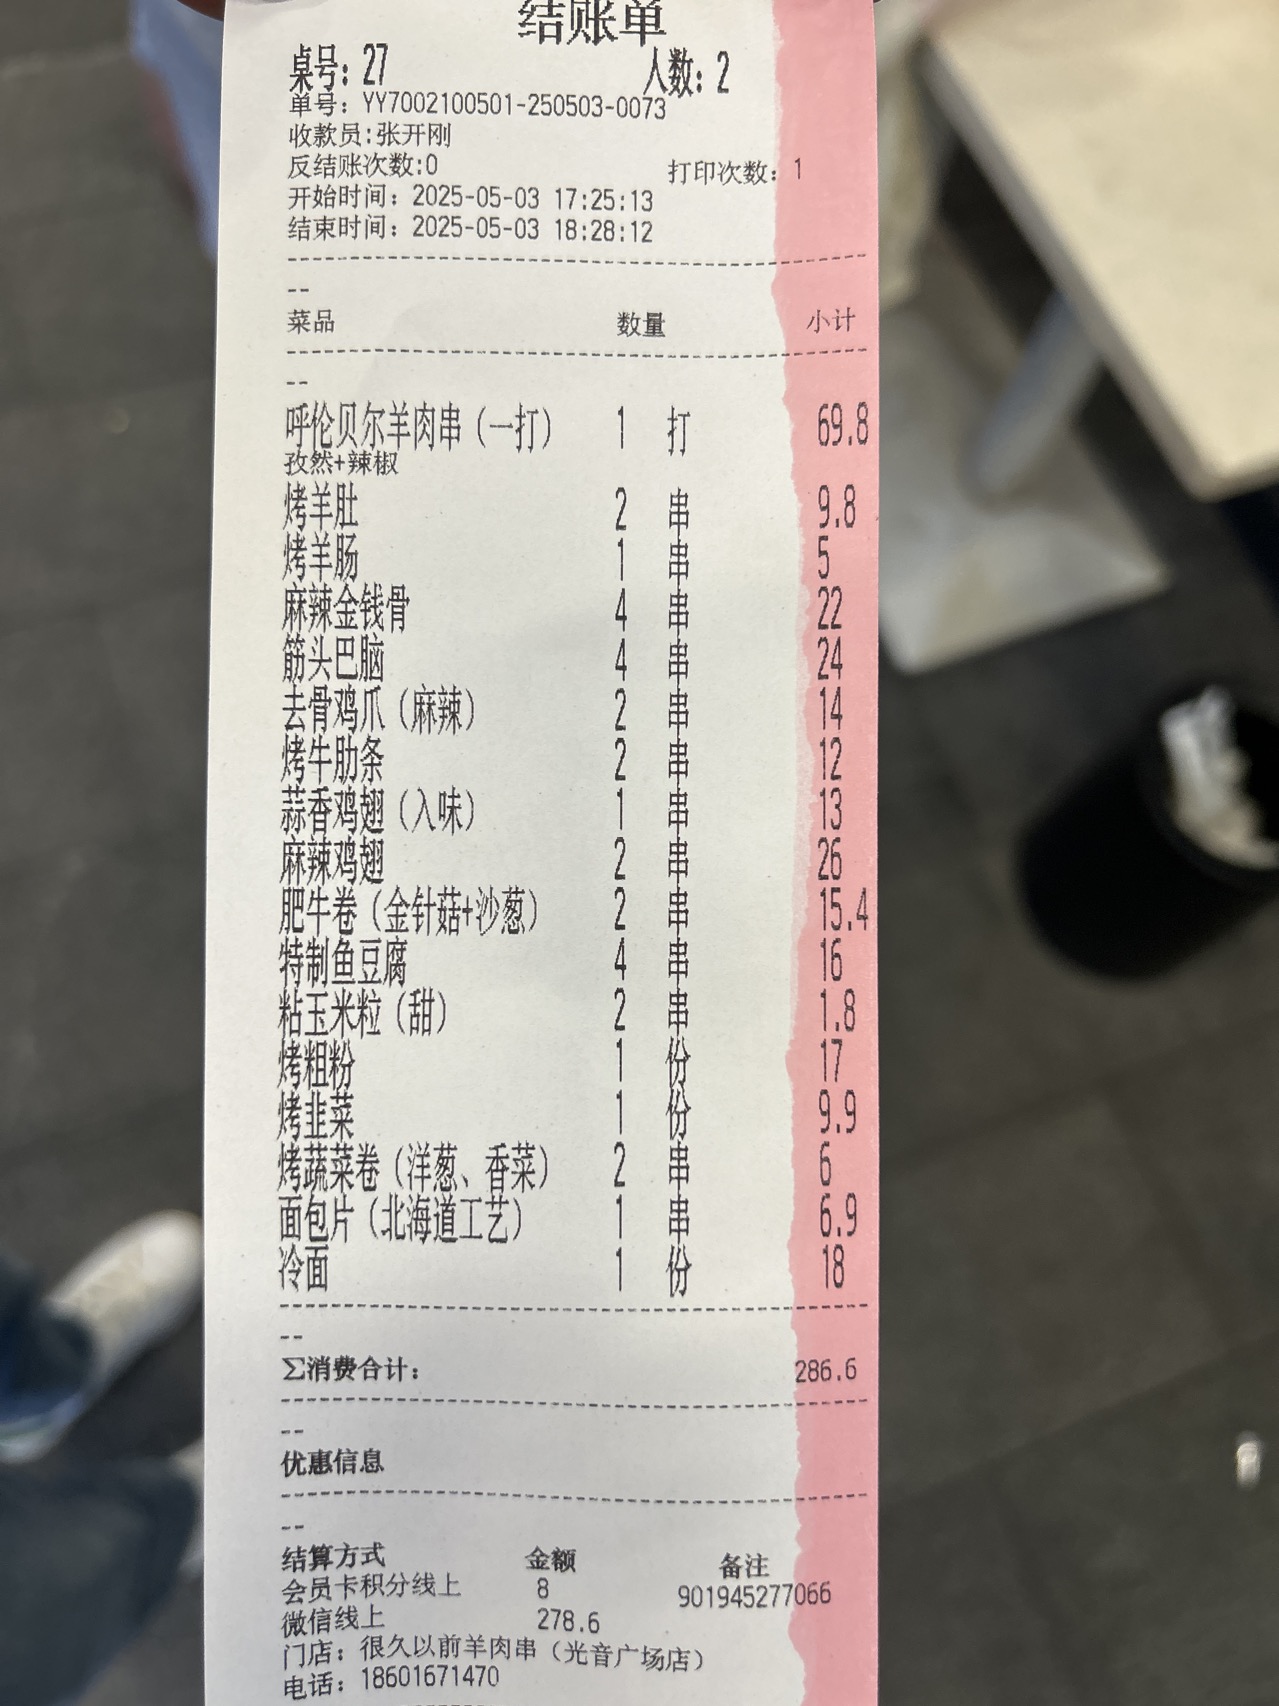 结账单
桌号：27 人数：2
单号：YY7002100501-250503-0073
收款员:张开刚
反结账次数:0 打印次数：1
开始时间：2025-05-03 17:25:13
结束时间：2025-05-03 18:28:12
--
菜品 数量 小计
--
呼伦贝尔羊肉串（一打） 1 打 69.8
孜然+辣椒
烤羊肚 2 串 9.8
烤羊肠 1 串 5
麻辣金钱骨 4 串 22
筋头巴脑 4 串 24
去骨鸡爪（麻辣） 2 串 14
烤牛肋条 2 串 12
蒜香鸡翅（入味） 1 串 13
麻辣鸡翅 2 串 26
肥牛卷（金针菇+沙葱） 2 串 15.4
特制鱼豆腐 4 串 16
粘玉米粒（甜） 2 串 1.8
烤粗粉 1 份 17
烤韭菜 1 份 9.9
烤蔬菜卷（洋葱、香菜） 2 串 6
面包片（北海道工艺） 1 串 6.9
冷面 1 份 18
--
∑消费合计： 286.6
--
优惠信息
--
结算方式 金额 备注
会员卡积分线上 8 901945277066
微信线上 278.6
门店：很久以前羊肉串（光音广场店）
电话：18601671470